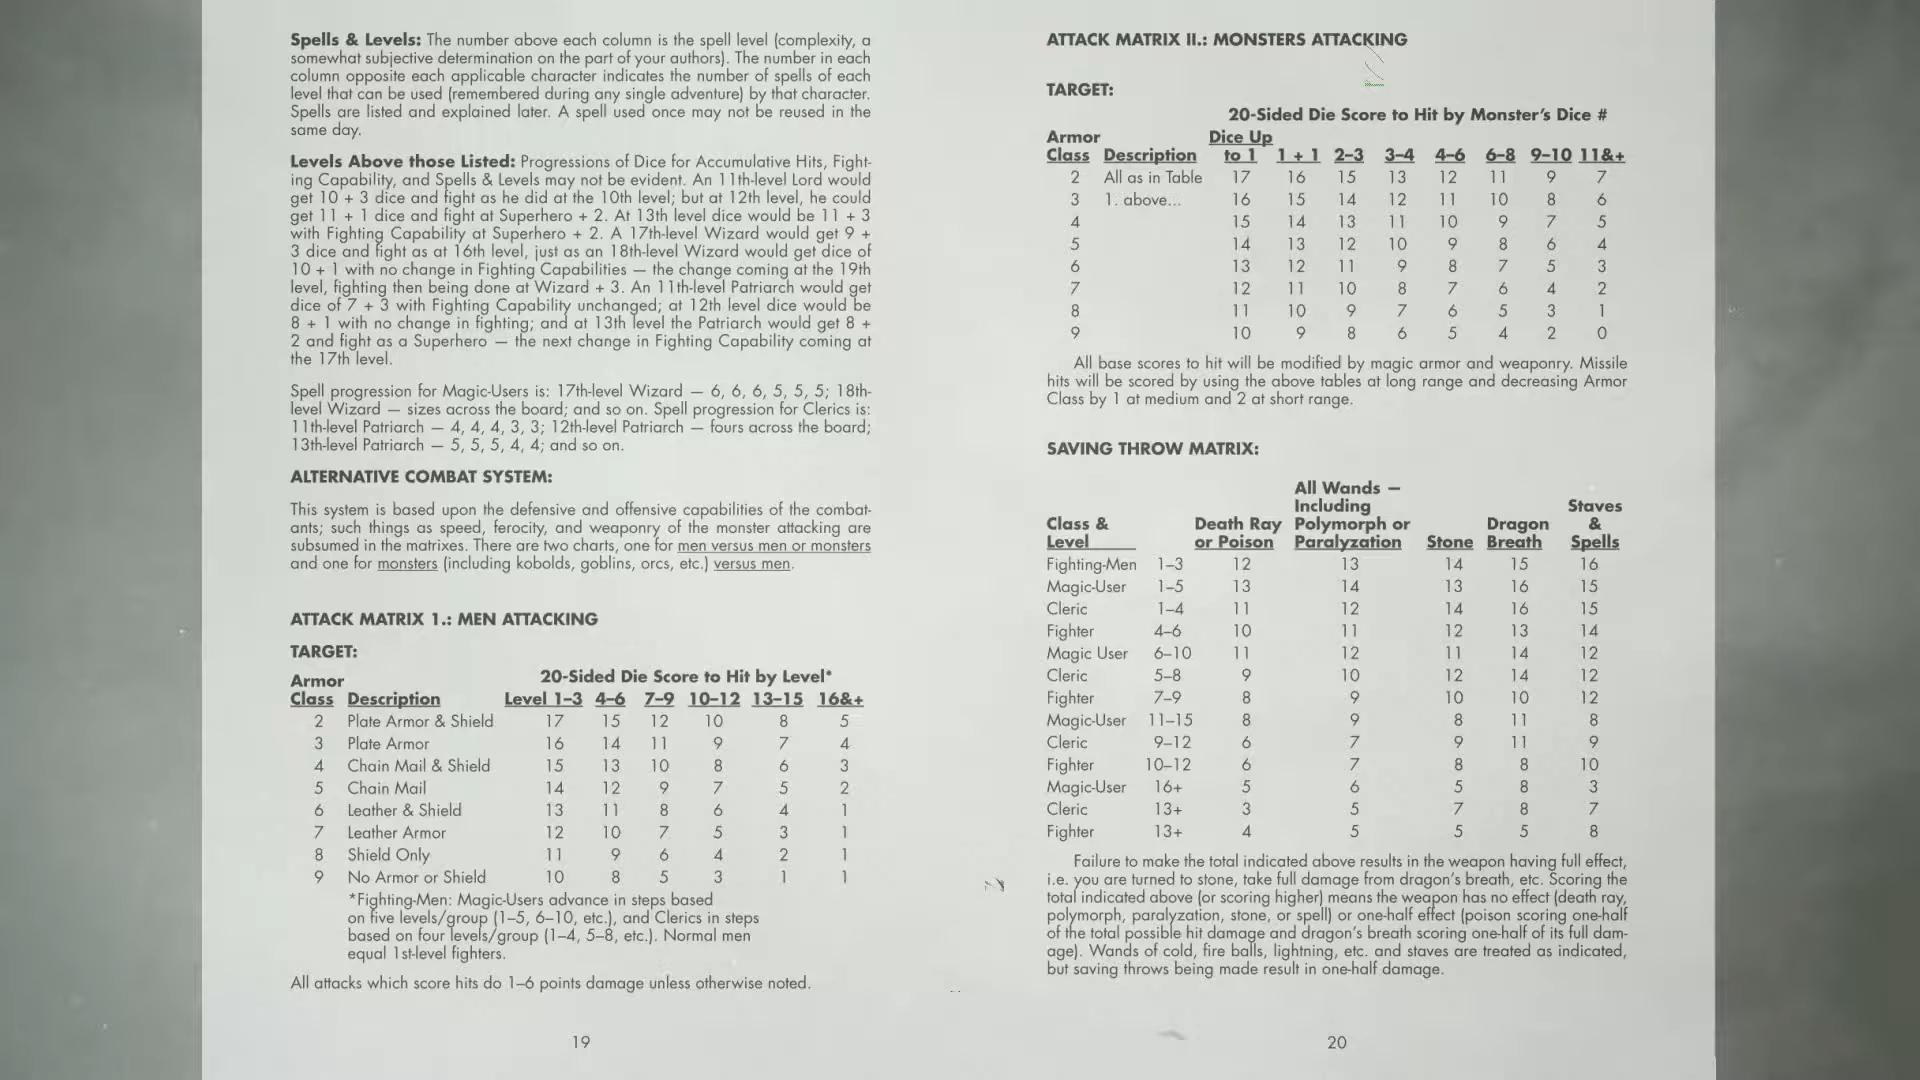 Spells & Levels: The number above each column is the spell level (complexity, a
somewhat subjective determination on the part of your authors). The number in each
column opposite each applicable character indicates the number of spells of each
level that can be used (remembered during any single adventure) by that character.
Spells are listed and explained later. A spell used once may not be reused in the
same day.
Levels Above those Listed: Progressions of Dice for Accumulative Hits, Fight-
ing Capability, and Spells & Levels may not be evident. An 11th-level Lord would
get 10 + 3 dice and fight as he did at the 10th level; but at 12th level, he could
get 11 + 1 dice and fight at Superhero + 2. At 13th level dice would be 11 + 3
with Fighting Capability at Superhero + 2. A 17th-level Wizard would get 9 +
3 dice and fight as at 16th level, just as an 18th-level Wizard would get dice of
10 + 1 with no change in Fighting Capabilities — the change coming at the 19th
level, fighting then being done at Wizard + 3. An 11th-level Patriarch would get
dice of 7 + 3 with Fighting Capability unchanged; at 12th level dice would be
8 + 1 with no change in fighting; and at 13th level the Patriarch would get 8 +
2 and fight as a Superhero — the next change in Fighting Capability coming at
the 17th level.
Spell progression for Magic-Users is: 17th-level Wizard — 6, 6, 6, 5, 5, 5; 18th-
level Wizard — sizes across the board; and so on. Spell progression for Clerics is:
11th-level Patriarch — 4, 4, 4, 3, 3; 12th-level Patriarch — fours across the board;
13th-level Patriarch — 5, 5, 5, 4, 4; and so on.
ALTERNATIVE COMBAT SYSTEM:
This system is based upon the defensive and offensive capabilities of the combat-
ants; such things as speed, ferocity, and weaponry of the monster attacking are
subsumed in the matrixes. There are two charts, one for men versus men or monsters
and one for monsters (including kobolds, goblins, orcs, etc.) versus men.
ATTACK MATRIX 1.: MEN ATTACKING
TARGET:
20-Sided Die Score to Hit by Level*
Armor
Class Description Level 1–3 4–6 7–9 10–12 13–15 16&+
2 Plate Armor & Shield 17 15 12 10 8 5
3 Plate Armor 16 14 11 9 7 4
4 Chain Mail & Shield 15 13 10 8 6 3
5 Chain Mail 14 12 9 7 5 2
6 Leather & Shield 13 11 8 6 4 1
7 Leather Armor 12 10 7 5 3 1
8 Shield Only 11 9 6 4 2 1
9 No Armor or Shield 10 8 5 3 1 1
*Fighting-Men: Magic-Users advance in steps based
on five levels/group (1–5, 6–10, etc.), and Clerics in steps
based on four levels/group (1–4, 5–8, etc.). Normal men
equal 1st-level fighters.
All attacks which score hits do 1–6 points damage unless otherwise noted.
19
ATTACK MATRIX II.: MONSTERS ATTACKING
TARGET:
20-Sided Die Score to Hit by Monster's Dice #
Armor Dice Up
Class Description to 1 1 + 1 2–3 3–4 4–6 6–8 9–10 11&+
2 All as in Table 17 16 15 13 12 11 9 7
3 1. above... 16 15 14 12 11 10 8 6
4 15 14 13 11 10 9 7 5
5 14 13 12 10 9 8 6 4
6 13 12 11 9 8 7 5 3
7 12 11 10 8 7 6 4 2
8 11 10 9 7 6 5 3 1
9 10 9 8 6 5 4 2 0
All base scores to hit will be modified by magic armor and weaponry. Missile
hits will be scored by using the above tables at long range and decreasing Armor
Class by 1 at medium and 2 at short range.
SAVING THROW MATRIX:
All Wands —
Including Staves
Class & Death Ray Polymorph or Dragon &
Level or Poison Paralyzation Stone Breath Spells
Fighting-Men 1–3 12 13 14 15 16
Magic-User 1–5 13 14 13 16 15
Cleric 1–4 11 12 14 16 15
Fighter 4–6 10 11 12 13 14
Magic User 6–10 11 12 11 14 12
Cleric 5–8 9 10 12 14 12
Fighter 7–9 8 9 10 10 12
Magic-User 11–15 8 9 8 11 8
Cleric 9–12 6 7 9 11 9
Fighter 10–12 6 7 8 8 10
Magic-User 16+ 5 6 5 8 3
Cleric 13+ 3 5 7 8 7
Fighter 13+ 4 5 5 5 8
Failure to make the total indicated above results in the weapon having full effect,
i.e. you are turned to stone, take full damage from dragon's breath, etc. Scoring the
total indicated above (or scoring higher) means the weapon has no effect (death ray,
polymorph, paralyzation, stone, or spell) or one-half effect (poison scoring one-half
of the total possible hit damage and dragon's breath scoring one-half of its full dam-
age). Wands of cold, fire balls, lightning, etc. and staves are treated as indicated,
but saving throws being made result in one-half damage.
20